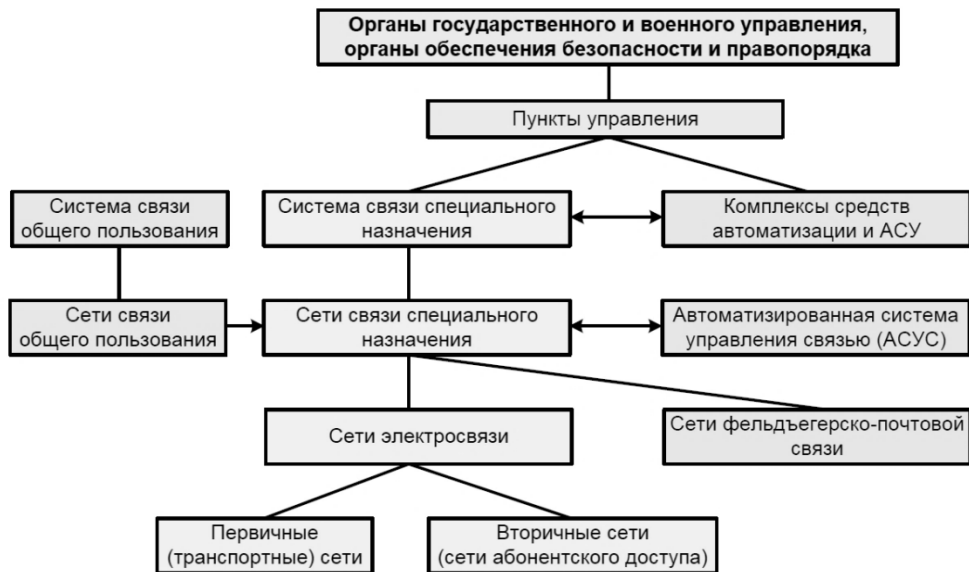 Органы государственного и военного управления,
органы обеспечения безопасности и правопорядка
Пункты управления
Система связи
общего пользования
Система связи специального
назначения
Комплексы средств
автоматизации и АСУ
Сети связи
общего пользования
Сети связи специального
назначения
Автоматизированная система
управления связью (АСУС)
Сети электросвязи
Сети фельдъегерско-почтовой
связи
Первичные
(транспортные) сети
Вторичные сети
(сети абонентского доступа)